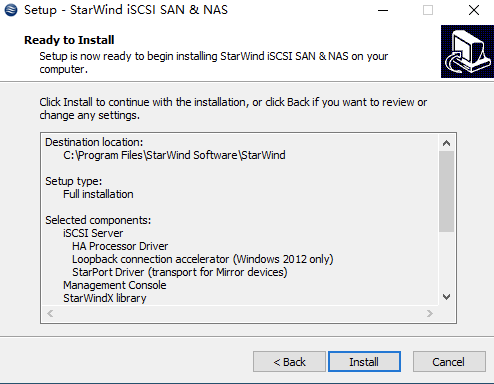 Setup - StarWind iSCSI SAN & NAS
Ready to Install
Setup is now ready to begin installing StarWind iSCSI SAN & NAS on your
computer.
Click Install to continue with the installation, or click Back if you want to review or
change any settings.
Destination location:
C:\Program Files\StarWind Software\StarWind
Setup type:
Full installation
Selected components:
iSCSI Server
HA Processor Driver
Loopback connection accelerator (Windows 2012 only)
StarPort Driver (transport for Mirror devices)
Management Console
StarWindX library
< Back
Install
Cancel